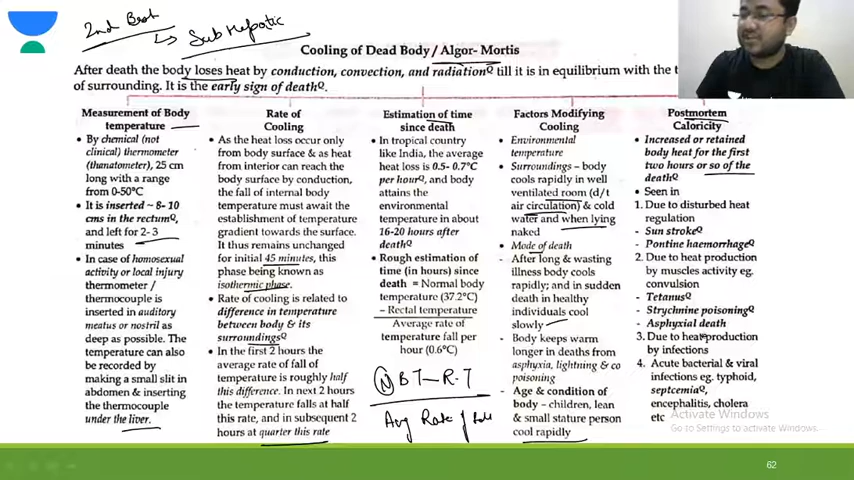 2nd Best
↳ SubHepatic
Cooling of Dead Body / Algor- Mortis
After death the body loses heat by conduction, convection, and radiationQ till it is in equilibrium with the t
of surrounding. It is the early sign of deathQ.
Measurement of Body
temperature
• By chemical (not
clinical) thermometer
(thanatometer), 25 cm
long with a range
from 0-50°C
• It is inserted ~ 8- 10
cms in the rectumQ,
and left for 2- 3
minutes
• In case of homosexual
activity or local injury
thermometer /
thermocouple is
inserted in auditory
meatus or nostril as
deep as possible. The
temperature can also
be recorded by
making a small slit in
abdomen & inserting
the thermocouple
under the liver.
Rate of
Cooling
• As the heat loss occur only
from body surface & as heat
from interior can reach the
body surface by conduction,
the fall of internal body
temperature must await the
establishment of temperature
gradient towards the surface.
It thus remains unchanged
for initial 45 minutes, this
phase being known as
isothermic phase.
• Rate of cooling is related to
difference in temperature
between body & its
surroundingsQ
• In the first 2 hours the
average rate of fall of
temperature is roughly half
this difference. In next 2 hours
the temperature falls at half
this rate, and in subsequent 2
hours at quarter this rate
Estimation of time
since death
• In tropical country
like India, the average
heat loss is 0.5- 0.7°C
per hourQ, and body
attains the
environmental
temperature in about
16-20 hours after
deathQ
• Rough estimation of
time (in hours) since
death = Normal body
temperature (37.2°C)
– Rectal temperature
Average rate of
temperature fall per
hour (0.6°C)
N BT – R.T
Avg Rate of
Factors Modifying
Cooling
• Environmental
temperature
• Surroundings – body
cools rapidly in well
ventilated room (d/t
air circulation) & cold
water and when lying
naked
• Mode of death
- After long & wasting
illness body cools
rapidly; and in sudden
death in healthy
individuals cool
slowly
- Body keeps warm
longer in deaths from
asphyxia, lightning & co
poisoning
- Age & condition of
body – children, lean
& small stature person
cool rapidly
Postmortem
Caloricity
• Increased or retained
body heat for the first
two hours or so of the
deathQ
• Seen in
1. Due to disturbed heat
regulation
- Sun strokeQ
- Pontine haemorrhageQ
2. Due to heat production
by muscles activity eg.
convulsion
- TetanusQ
- Strychnine poisoningQ
- Asphyxial death
3. Due to heat production
by infections
4. Acute bacterial & viral
infections eg. typhoid,
septcemiaQ,
encephalitis, cholera
etc
Activate Windows
Go to Settings to activate Windows.
62